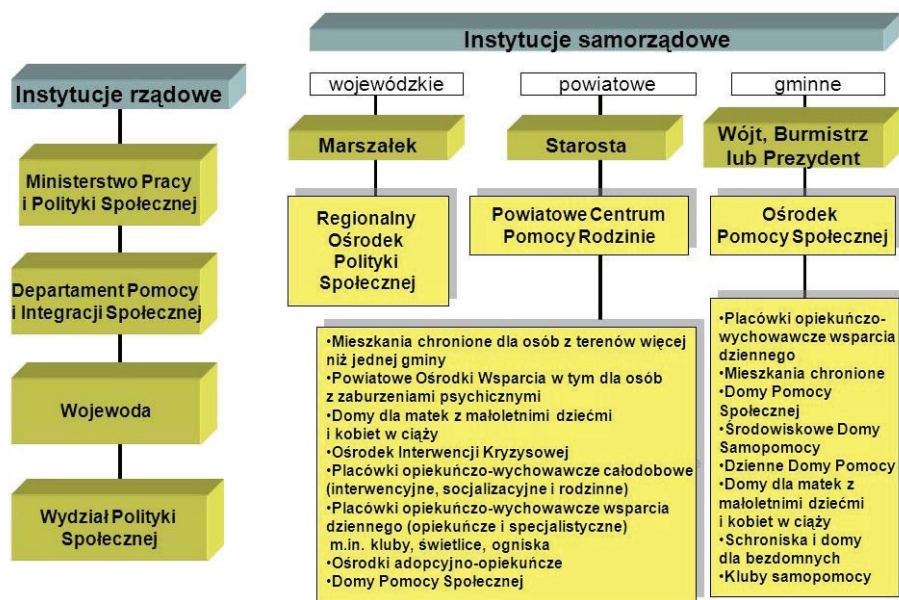 Instytucje rządowe
Ministerstwo Pracy
i Polityki Społecznej
Departament Pomocy
i Integracji Społecznej
Wojewoda
Wydział Polityki
Społecznej
Instytucje samorządowe
wojewódzkie
Marszałek
Regionalny
Ośrodek
Polityki
Społecznej
powiatowe
Starosta
Powiatowe Centrum
Pomocy Rodzinie
•Mieszkania chronione dla osób z terenów więcej
niż jednej gminy
•Powiatowe Ośrodki Wsparcia w tym dla osób
z zaburzeniami psychicznymi
•Domy dla matek z małoletnimi dziećmi
i kobiet w ciąży
•Ośrodek Interwencji Kryzysowej
•Placówki opiekuńczo-wychowawcze całodobowe
(interwencyjne, socjalizacyjne i rodzinne)
•Placówki opiekuńczo-wychowawcze wsparcia
dziennego (opiekuńcze i specjalistyczne)
m.in. kluby, świetlice, ogniska
•Ośrodki adopcyjno-opiekuńcze
•Domy Pomocy Społecznej
gminne
Wójt, Burmistrz
lub Prezydent
Ośrodek
Pomocy Społecznej
•Placówki opiekuńczo-
wychowawcze wsparcia
dziennego
•Mieszkania chronione
•Domy Pomocy
Społecznej
•Środowiskowe Domy
Samopomocy
•Dzienne Domy Pomocy
•Domy dla matek z
małoletnimi dziećmi
i kobiet w ciąży
•Schroniska i domy
dla bezdomnych
•Kluby samopomocy